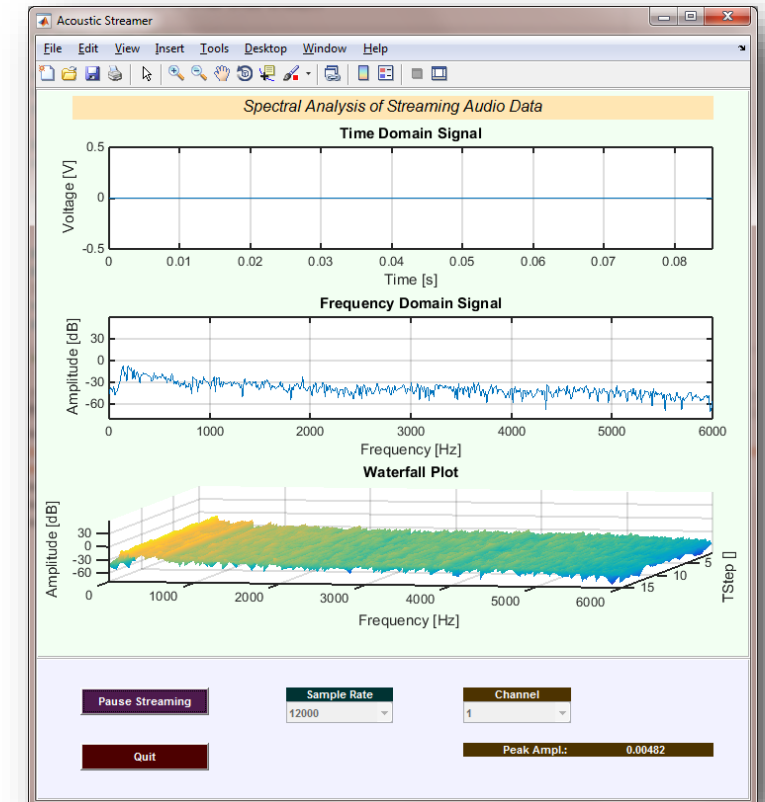 Acoustic Streamer
File Edit View Insert Tools Desktop Window Help
Spectral Analysis of Streaming Audio Data
Time Domain Signal
Voltage [V]
0.5
0
-0.5
0 0.01 0.02 0.03 0.04 0.05 0.06 0.07 0.08
Time [s]
Frequency Domain Signal
Amplitude [dB]
30
0
-30
-60
0 1000 2000 3000 4000 5000 6000
Frequency [Hz]
Waterfall Plot
Amplitude [dB]
30
0
-30
-60
0 1000 2000 3000 4000 5000 6000
15 10 5
TStep []
Frequency [Hz]
Pause Streaming
Sample Rate
12000
Channel
1
Quit
Peak Ampl.: 0.00482